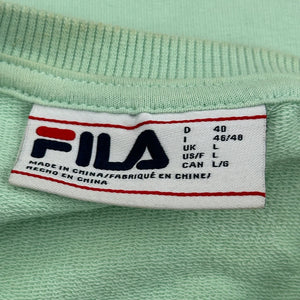 FILA
D 40
I 46/48
UK L
US/F L
CAN L/G
MADE IN CHINA/FABRIQUÉ EN CHINE/
HECHO EN CHINA